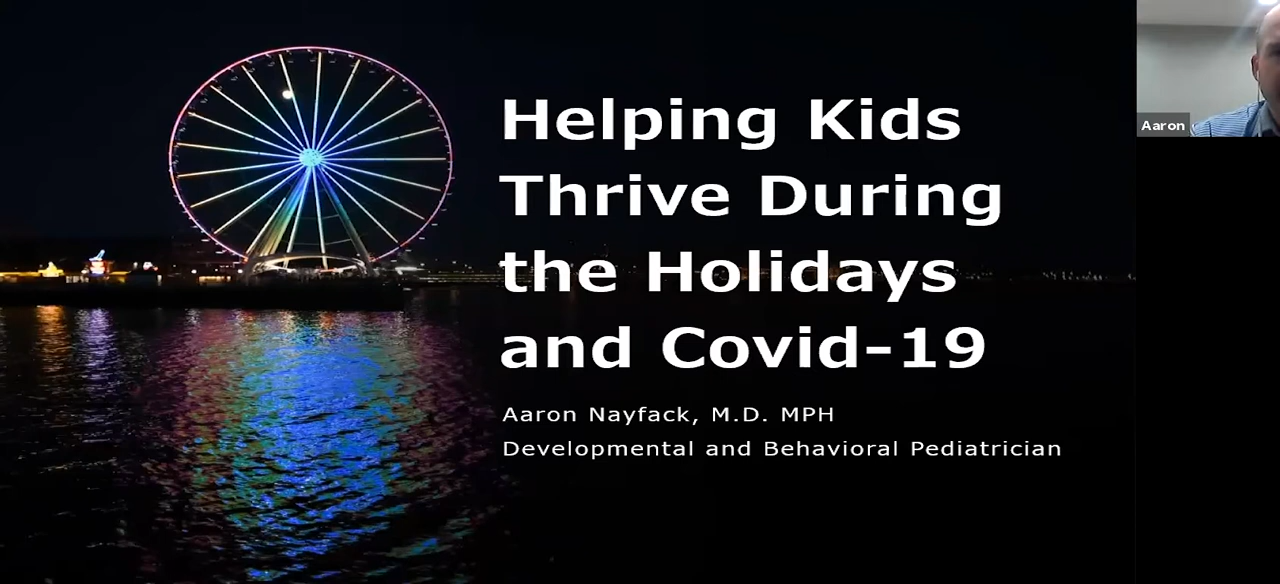 Helping Kids
Thrive During
the Holidays
and Covid-19
Aaron Nayfack, M.D. MPH
Developmental and Behavioral Pediatrician
Aaron